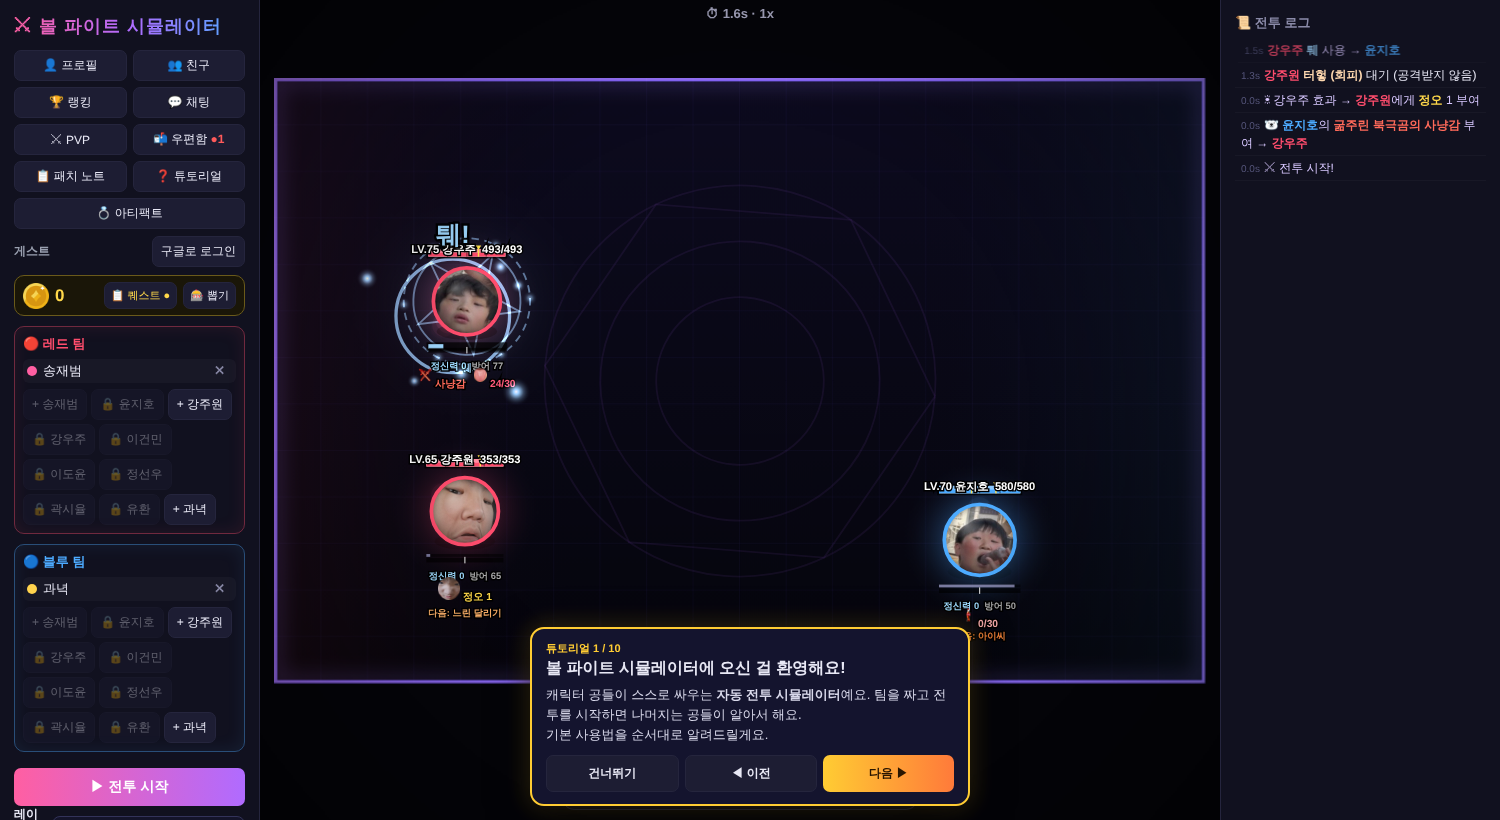 ⚔ 볼 파이트 시뮬레이터
👤 프로필
👥 친구
🏆 랭킹
💬 채팅
⚔ PVP
📬 우편함 ●1
📋 패치 노트
❓ 튜토리얼
💍 아티팩트
게스트
구글로 로그인
0
📋 퀘스트 ●
🎰 뽑기
🔴 레드 팀
송재범 ✕
+ 송재범 🔒 윤지호 + 강주원
🔒 강우주 🔒 이건민
🔒 이도윤 🔒 정선우
🔒 곽시율 🔒 유환 + 과녁
🔵 블루 팀
과녁 ✕
+ 송재범 🔒 윤지호 + 강주원
🔒 강우주 🔒 이건민
🔒 이도윤 🔒 정선우
🔒 곽시율 🔒 유환 + 과녁
▶ 전투 시작
레이
⏱ 1.6s · 1x
퉤!
LV.75 강우주 493/493
정신력 0 방어 77
사냥감 24/30
LV.65 강주원 353/353
정신력 0 방어 65
정오 1
다음: 느린 달리기
LV.70 윤지호 580/580
정신력 0 방어 50
0/30
: 아이씨
튜토리얼 1 / 10
볼 파이트 시뮬레이터에 오신 걸 환영해요!
캐릭터 공들이 스스로 싸우는 자동 전투 시뮬레이터예요. 팀을 짜고 전
투를 시작하면 나머지는 공들이 알아서 해요.
기본 사용법을 순서대로 알려드릴게요.
건너뛰기
◀ 이전
다음 ▶
📜 전투 로그
1.5s 강우주 퉤 사용 → 윤지호
1.3s 강주원 터헣 (회피) 대기 (공격받지 않음)
0.0s 강우주 효과 → 강주원에게 정오 1 부여
0.0s 🐻‍❄️ 윤지호의 굶주린 북극곰의 사냥감 부
여 → 강우주
0.0s ⚔ 전투 시작!